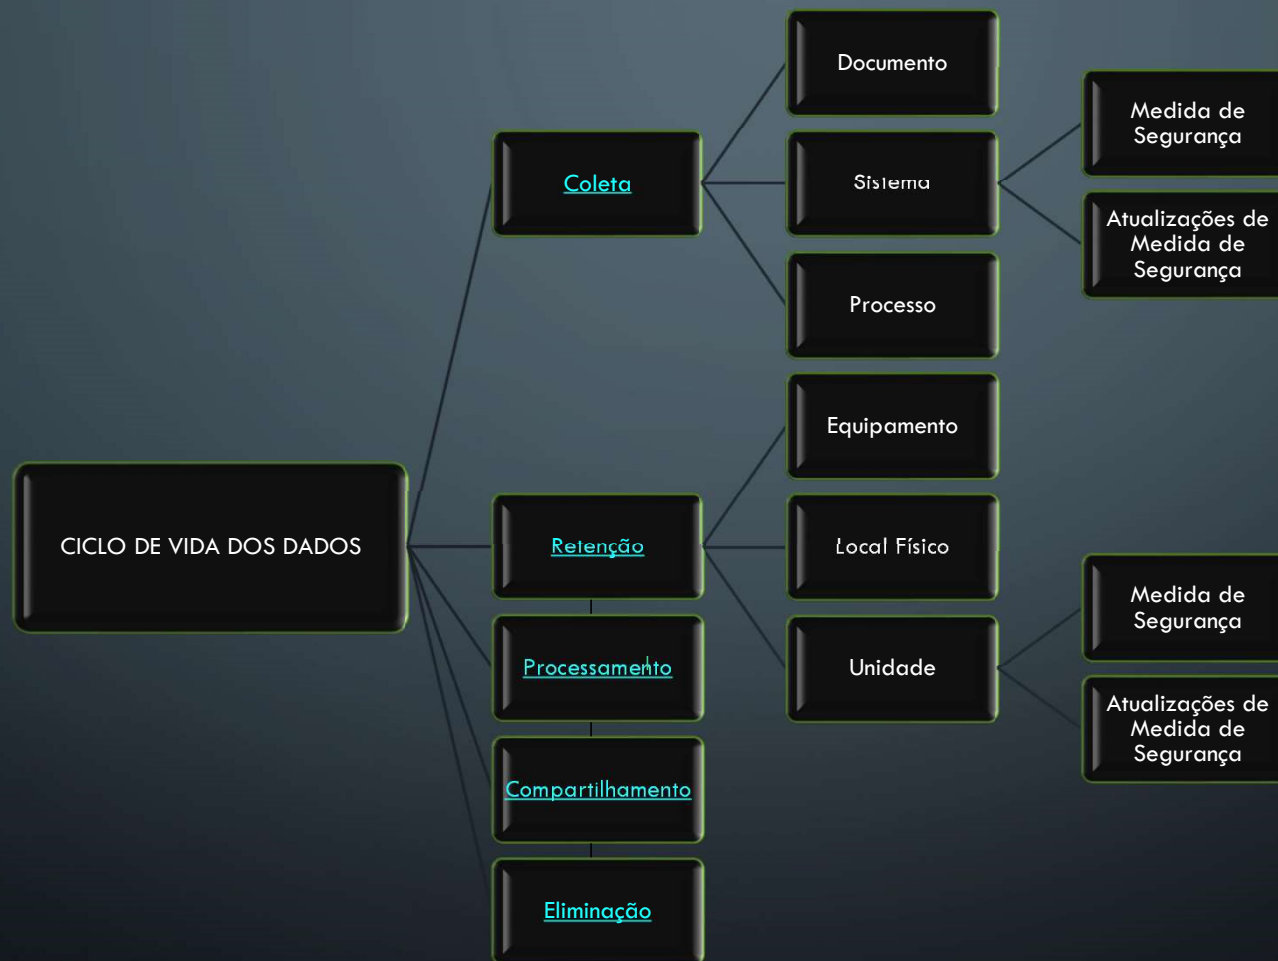 CICLO DE VIDA DOS DADOS
Coleta
Documento
Sistema
Medida de
Segurança
Atualizações de
Medida de
Segurança
Processo
Retenção
Equipamento
Local Físico
Unidade
Medida de
Segurança
Atualizações de
Medida de
Segurança
Processamento
Compartilhamento
Eliminação